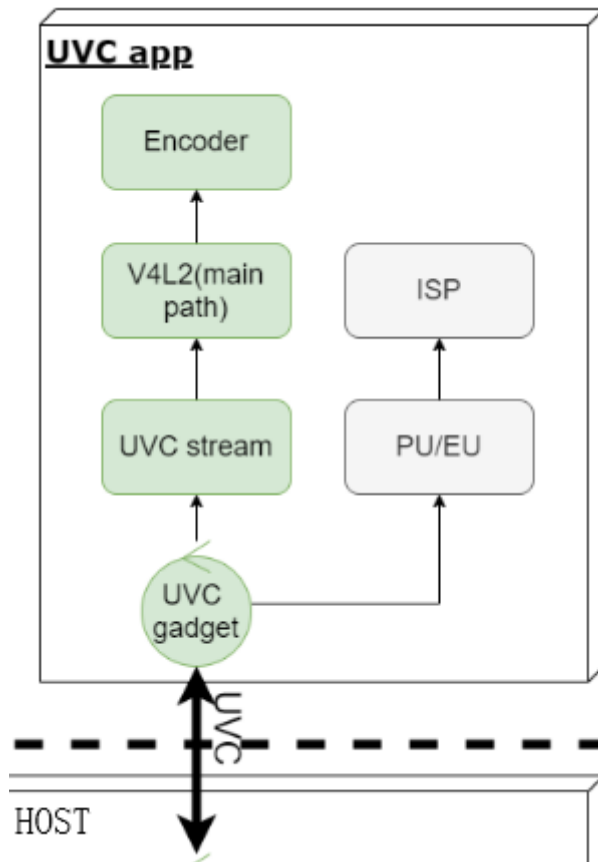 UVC app
Encoder
V4L2(main
path)
ISP
UVC stream
PU/EU
UVC
gadget
UVC
HOST